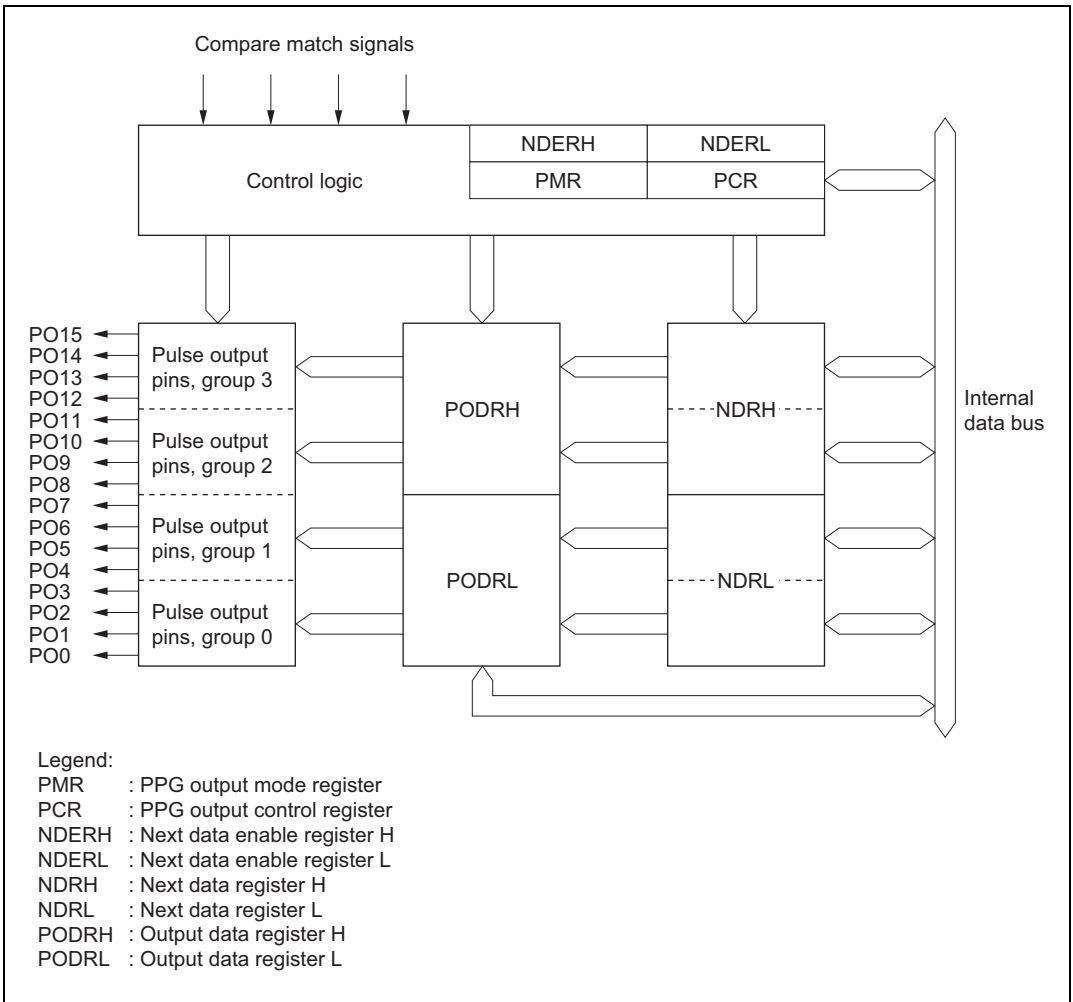 Compare match signals
NDERH NDERL
Control logic PMR PCR
PO15
PO14
PO13
PO12
PO11
PO10
PO9
PO8
PO7
PO6
PO5
PO4
PO3
PO2
PO1
PO0
Pulse output
pins, group 3
Pulse output
pins, group 2
Pulse output
pins, group 1
Pulse output
pins, group 0
PODRH
PODRL
NDRH
NDRL
Internal
data bus
Legend:
PMR : PPG output mode register
PCR : PPG output control register
NDERH : Next data enable register H
NDERL : Next data enable register L
NDRH : Next data register H
NDRL : Next data register L
PODRH : Output data register H
PODRL : Output data register L